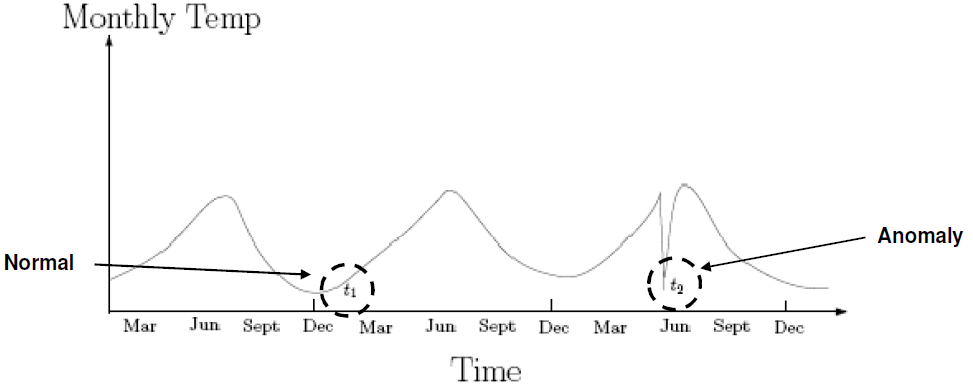 Monthly Temp
Anomaly
Normal
t1
t2
Mar Jun Sept Dec Mar Jun Sept Dec Mar Jun Sept Dec
Time